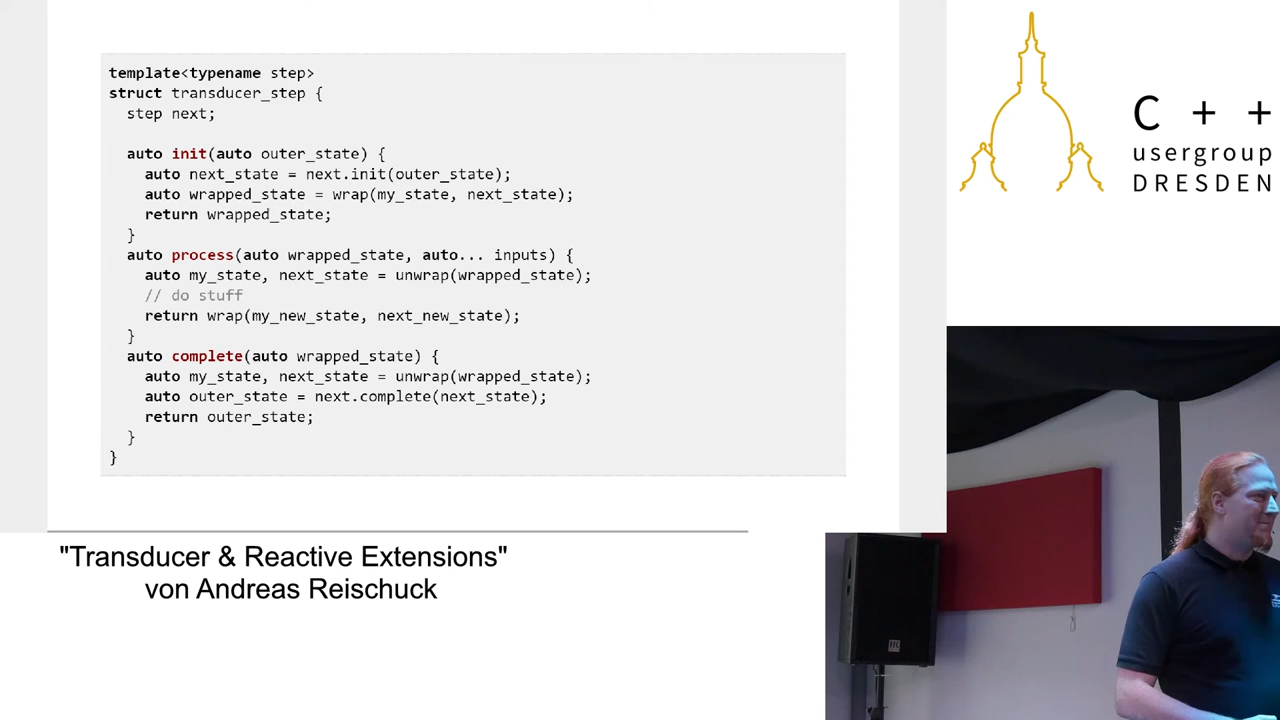 template<typename step>
struct transducer_step {
  step next;

  auto init(auto outer_state) {
    auto next_state = next.init(outer_state);
    auto wrapped_state = wrap(my_state, next_state);
    return wrapped_state;
  }
  auto process(auto wrapped_state, auto... inputs) {
    auto my_state, next_state = unwrap(wrapped_state);
    // do stuff
    return wrap(my_new_state, next_new_state);
  }
  auto complete(auto wrapped_state) {
    auto my_state, next_state = unwrap(wrapped_state);
    auto outer_state = next.complete(next_state);
    return outer_state;
  }
}
C + +
usergroup
DRESDEN
"Transducer & Reactive Extensions"
von Andreas Reischuck
HK